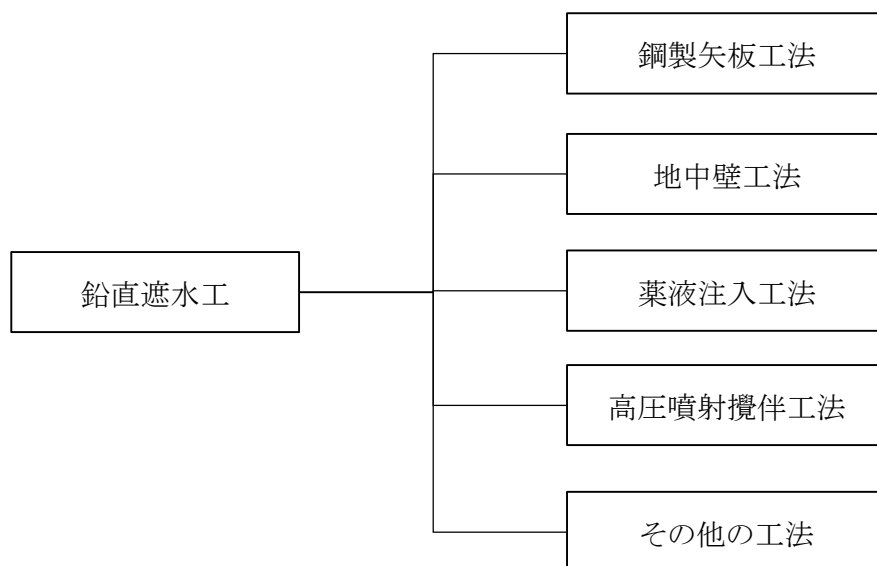 鋼製矢板工法
地中壁工法
鉛直遮水工
薬液注入工法
高圧噴射攪伴工法
その他の工法